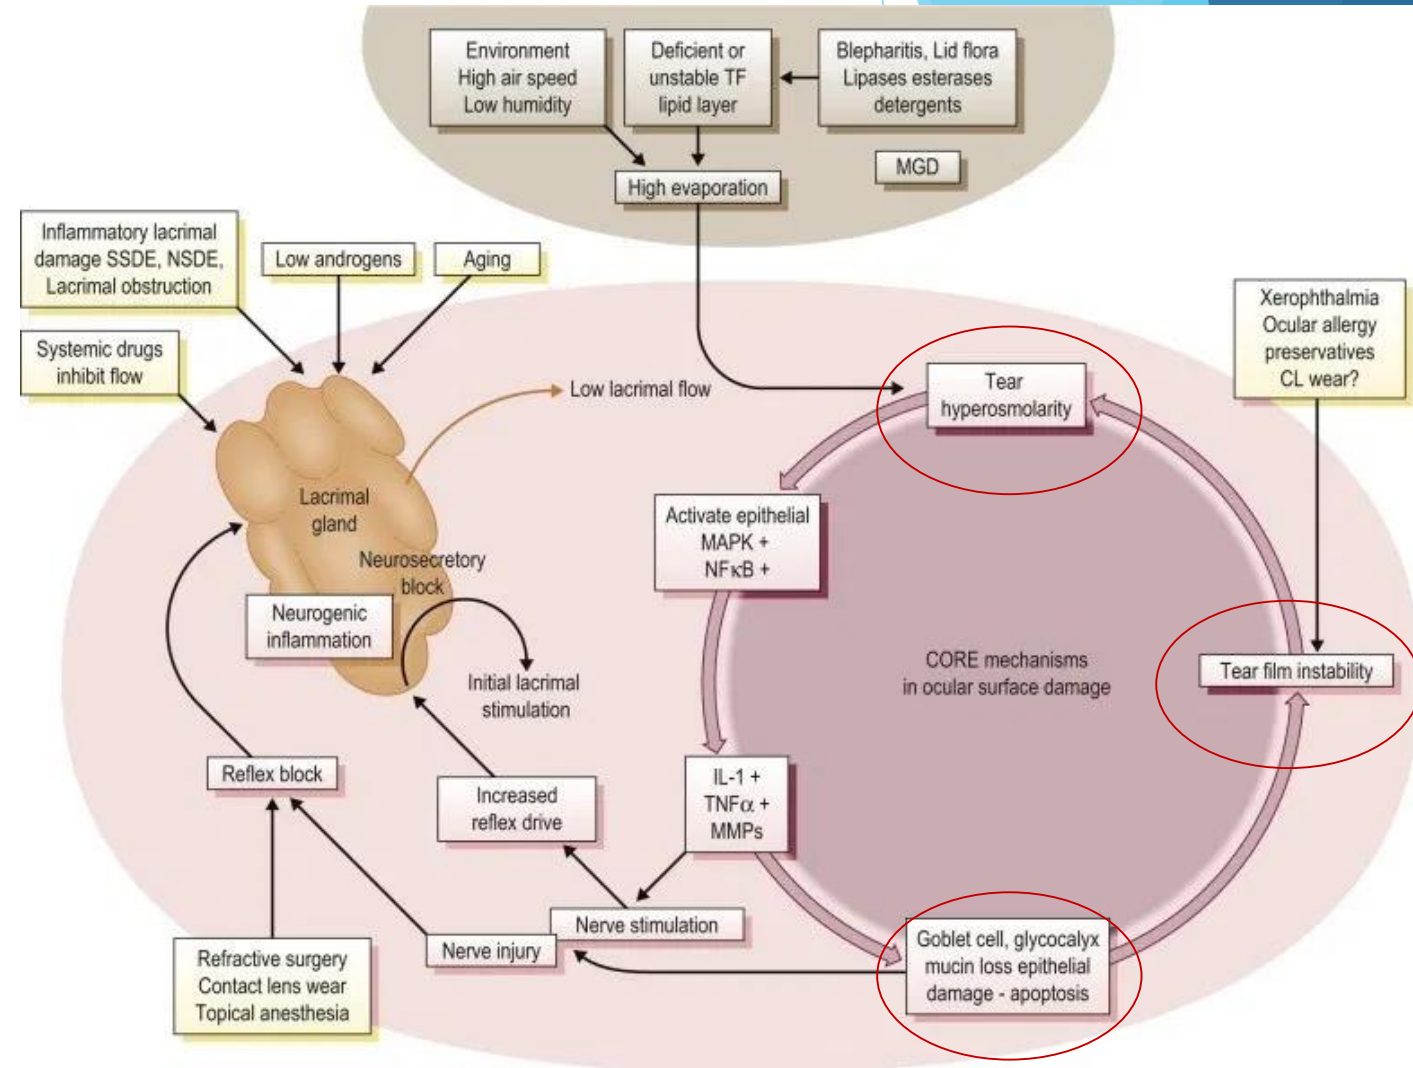 Environment
High air speed
Low humidity
Deficient or
unstable TF
lipid layer
Blepharitis, Lid flora
Lipases esterases
detergents
MGD
High evaporation
Inflammatory lacrimal
damage SSDE, NSDE,
Lacrimal obstruction
Low androgens
Aging
Systemic drugs
inhibit flow
Low lacrimal flow
Xerophthalmia
Ocular allergy
preservatives
CL wear?
Tear
hyperosmolarity
Lacrimal
gland
Neurosecretory
block
Activate epithelial
MAPK +
NFκB +
Neurogenic
inflammation
Initial lacrimal
stimulation
CORE mechanisms
in ocular surface damage
Tear film instability
Reflex block
Increased
reflex drive
IL-1 +
TNFα +
MMPs
Nerve stimulation
Nerve injury
Goblet cell, glycocalyx
mucin loss epithelial
damage - apoptosis
Refractive surgery
Contact lens wear
Topical anesthesia